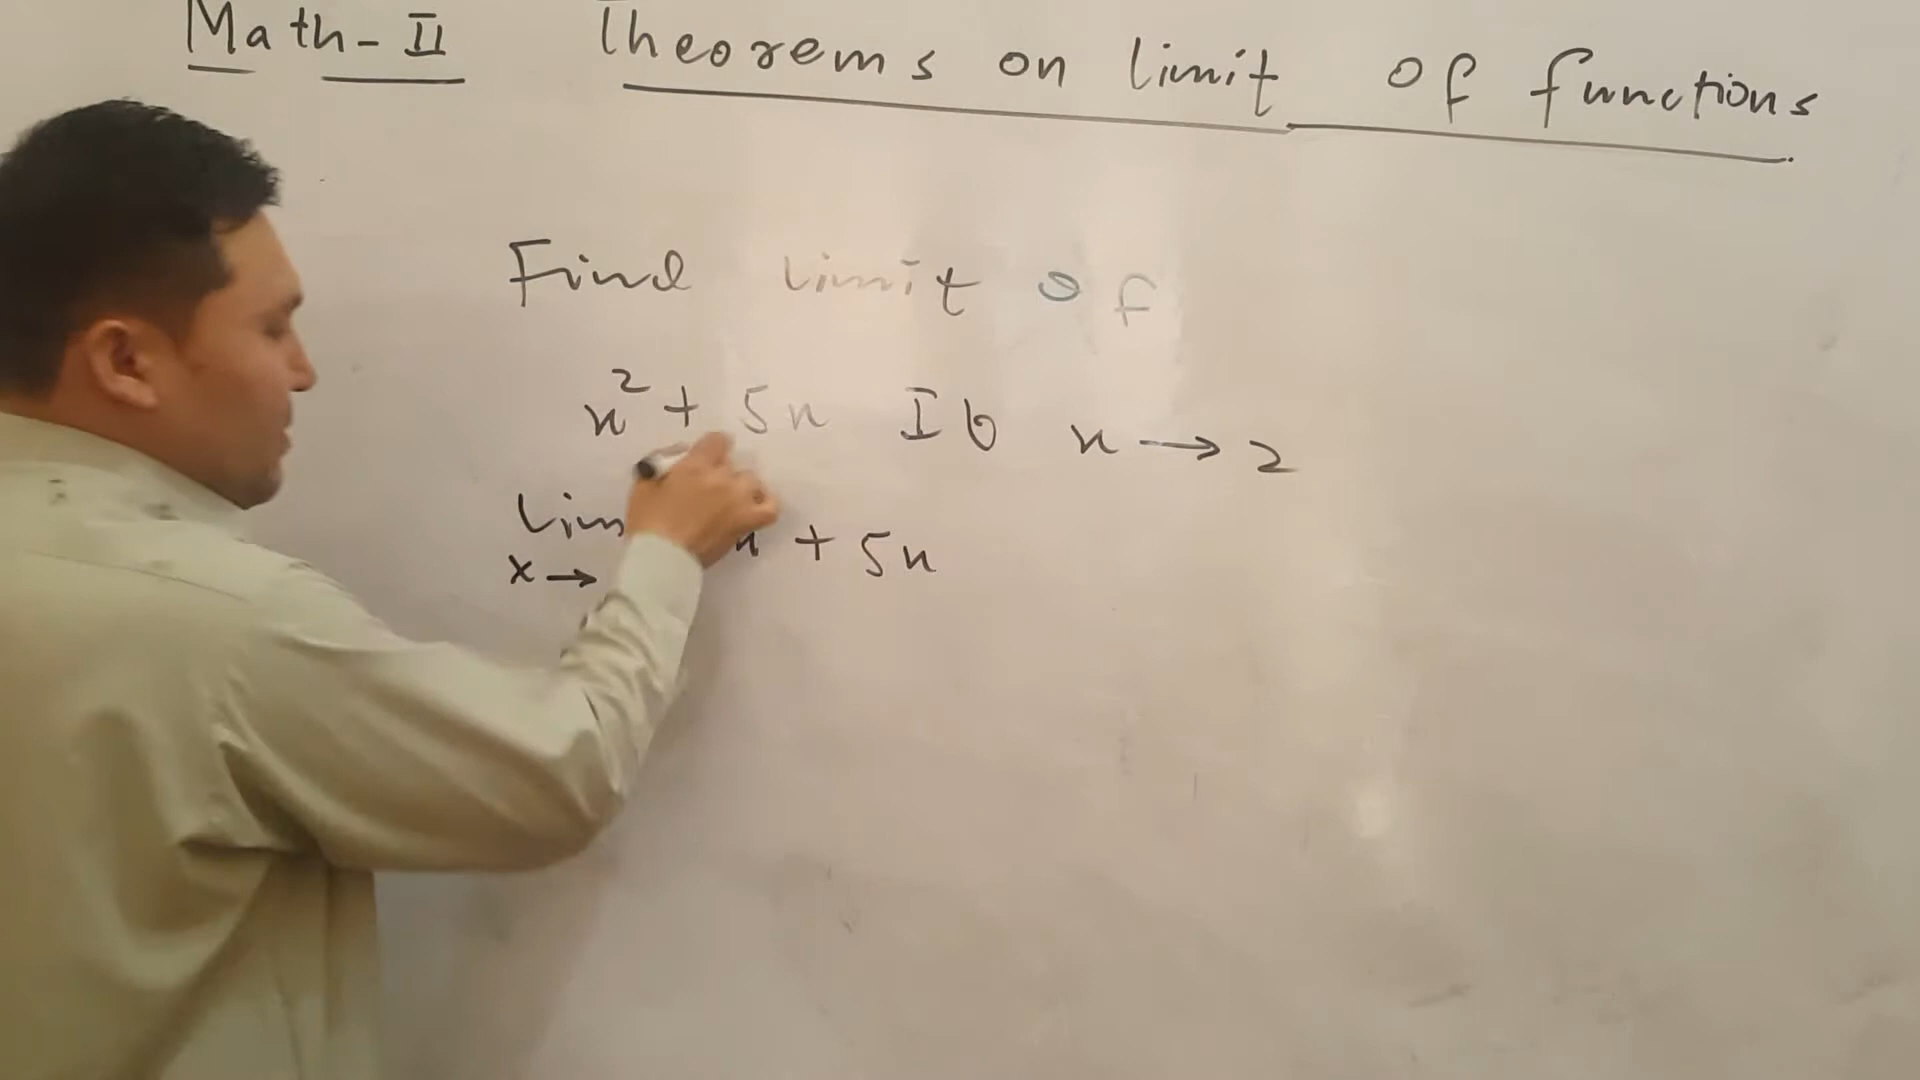 Math-II Theorems on limit of functions
Find limit of
x² + 5x If x → 2
Lim x + 5x
x →